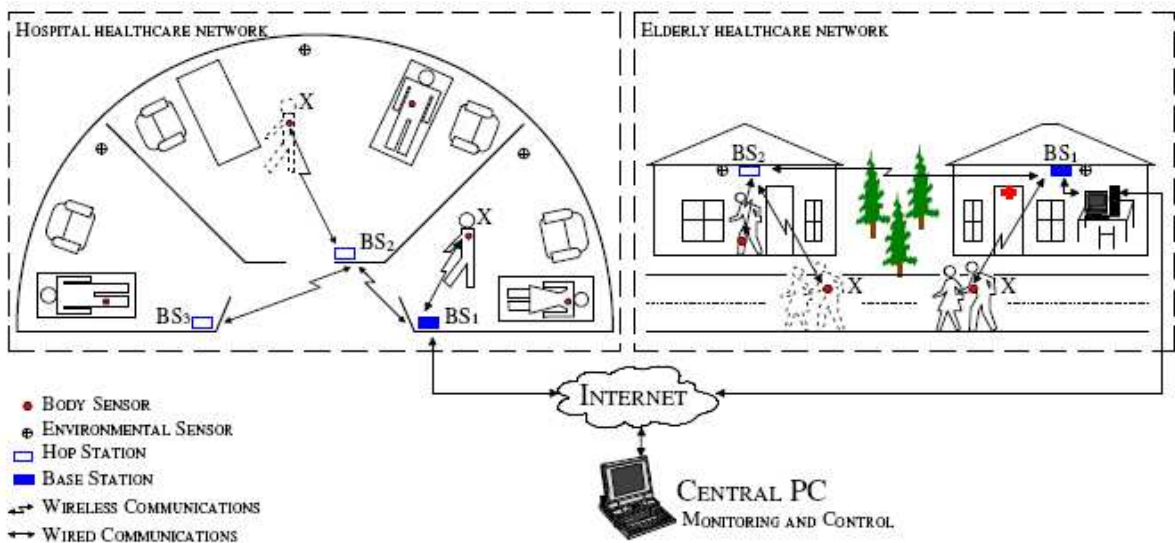 HOSPITAL HEALTHCARE NETWORK
X
BS2
X
BS3
BS1
ELDERLY HEALTHCARE NETWORK
BS2
BS1
X
X
INTERNET
BODY SENSOR
ENVIRONMENTAL SENSOR
HOP STATION
BASE STATION
WIRELESS COMMUNICATIONS
WIRED COMMUNICATIONS
CENTRAL PC
MONITORING AND CONTROL